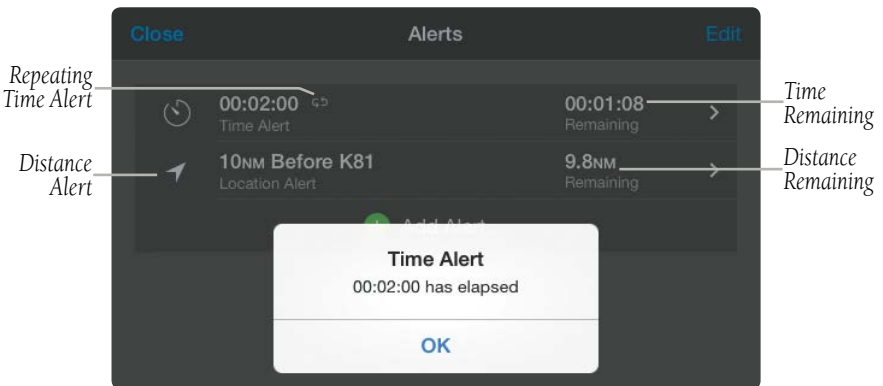 Close Alerts Edit
Repeating
Time Alert
00:02:00
Time Alert
00:01:08
Remaining
Time
Remaining
Distance
Alert
10NM Before K81
Location Alert
9.8NM
Remaining
Distance
Remaining
Add Alert
Time Alert
00:02:00 has elapsed
OK